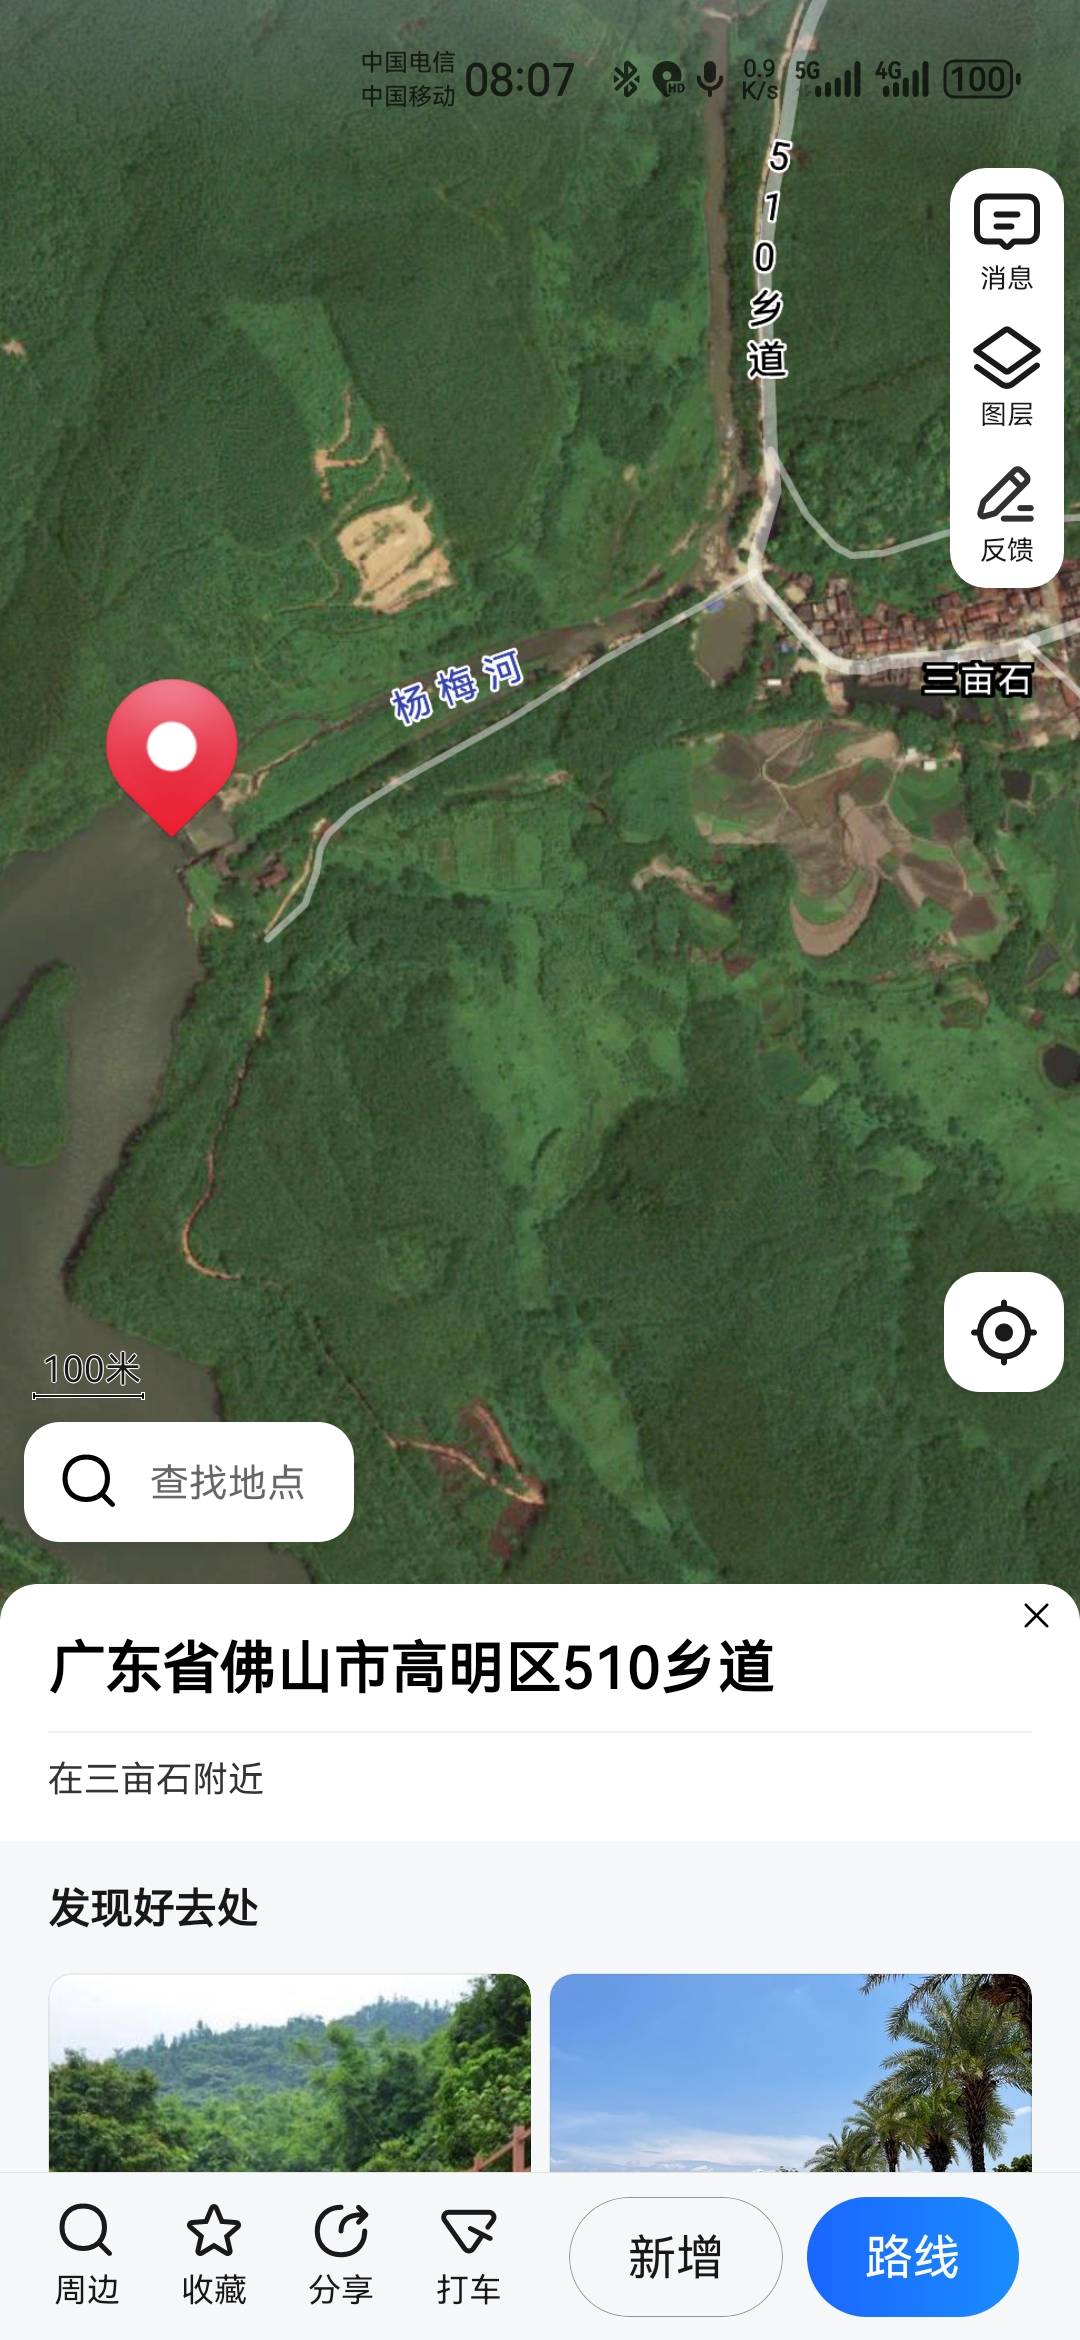 中国电信
中国移动
08:07
HD
0.9
K/s
5G
4G
100
510乡道
消息
图层
反馈
杨梅河
三亩石
100米
查找地点
广东省佛山市高明区510乡道
在三亩石附近
发现好去处
周边
收藏
分享
打车
新增
路线